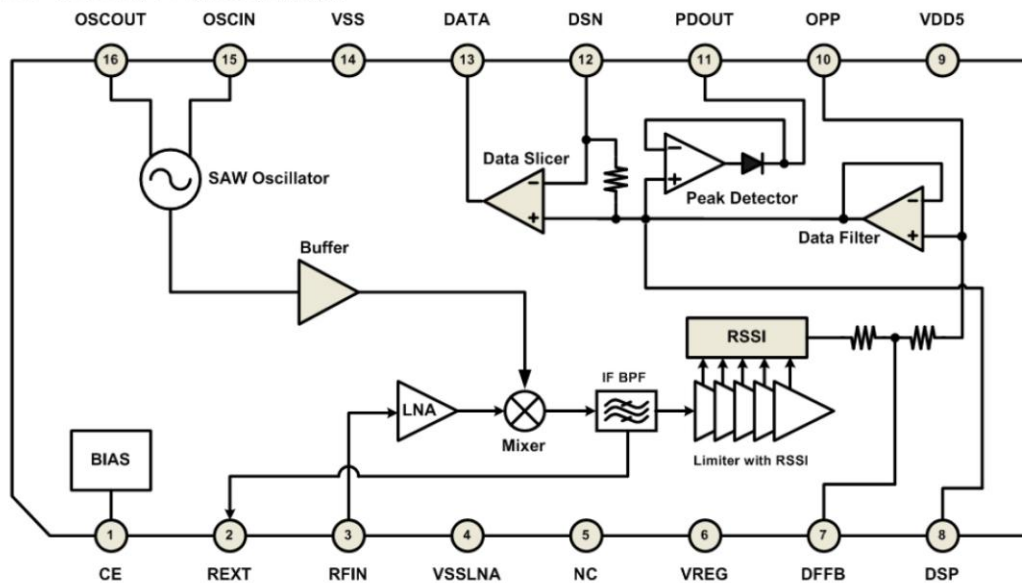 OSCOUT OSCIN VSS DATA DSN PDOUT OPP VDD5
16 15 14 13 12 11 10 9
Data Slicer
SAW Oscillator
Peak Detector
Data Filter
Buffer
RSSI
IF BPF
LNA
Mixer
Limiter with RSSI
BIAS
1 2 3 4 5 6 7 8
CE REXT RFIN VSSLNA NC VREG DFFB DSP